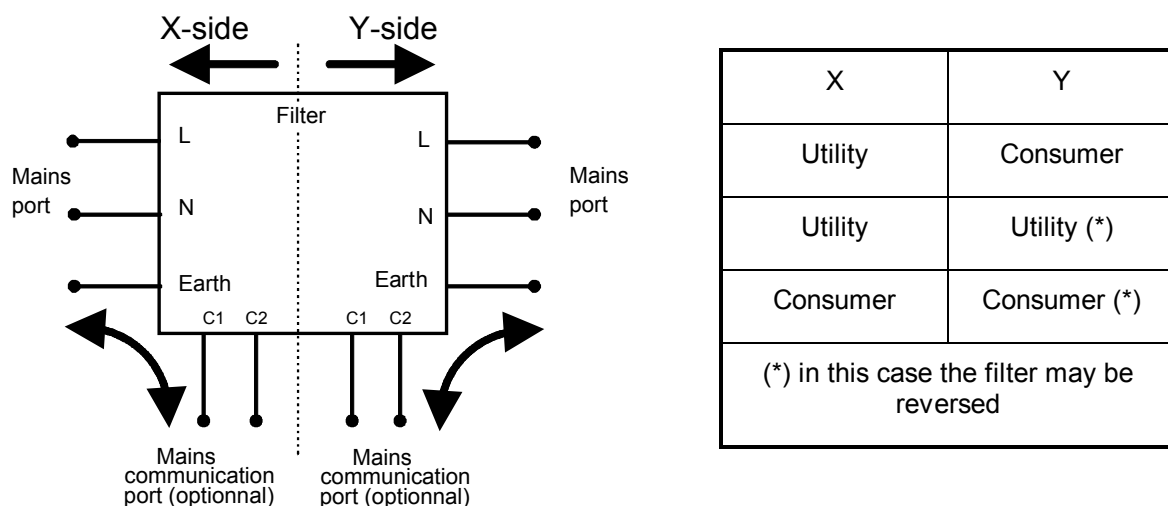 X-side Y-side
Filter
L L
Mains
port
Mains
port
N N
Earth Earth
C1 C2 C1 C2
Mains
communication
port (optionnal)
Mains
communication
port (optionnal)
X Y
Utility Consumer
Utility Utility (*)
Consumer Consumer (*)
(*) in this case the filter may be
reversed